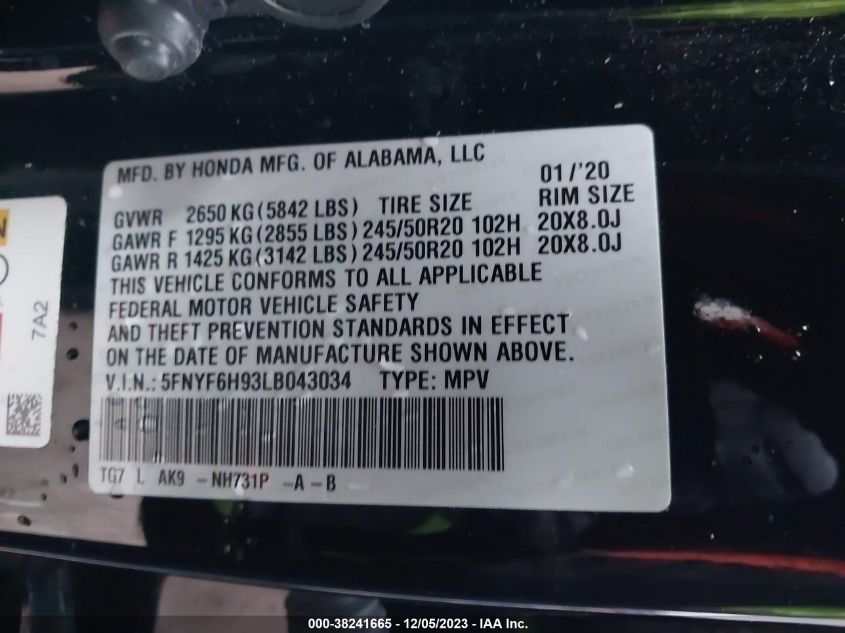 MFD. BY HONDA MFG. OF ALABAMA, LLC 01/'20
GVWR 2650 KG (5842 LBS) TIRE SIZE RIM SIZE
GAWR F 1295 KG (2855 LBS) 245/50R20 102H 20X8.0J
GAWR R 1425 KG (3142 LBS) 245/50R20 102H 20X8.0J
THIS VEHICLE CONFORMS TO ALL APPLICABLE
FEDERAL MOTOR VEHICLE SAFETY
AND THEFT PREVENTION STANDARDS IN EFFECT
ON THE DATE OF MANUFACTURE SHOWN ABOVE.
V.I.N.: 5FNYF6H93LB043034 TYPE: MPV
TG7 L AK9 - NH731P - A - B
7A2
000-38241665 - 12/05/2023 - IAA Inc.